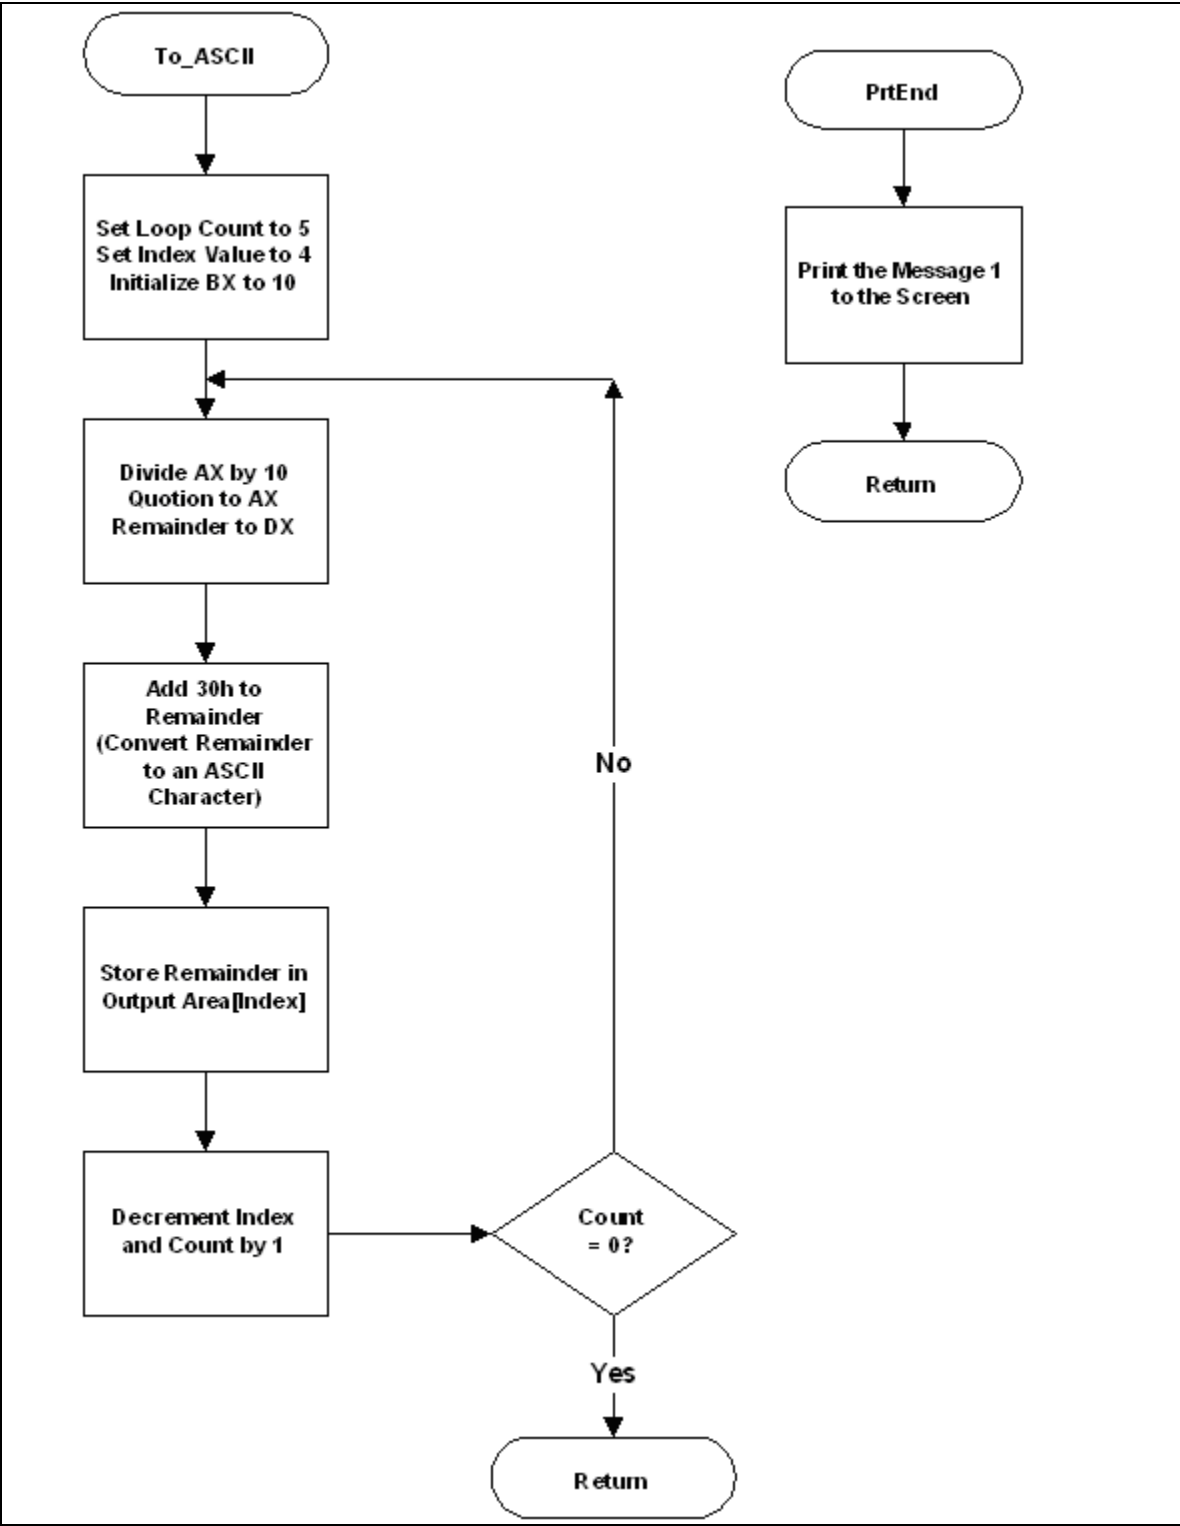 To_ASCII
Set Loop Count to 5
Set Index Value to 4
Initialize BX to 10
Divide AX by 10
Quotion to AX
Remainder to DX
Add 30h to
Remainder
(Convert Remainder
to an ASCII
Character)
Store Remainder in
Output Area[Index]
Decrement Index
and Count by 1
Count
= 0?
No
Yes
Return
PrtEnd
Print the Message 1
to the Screen
Return